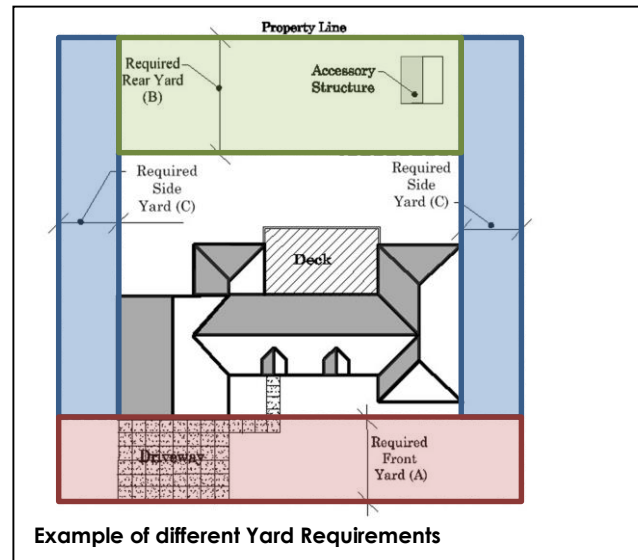 Property Line
Required
Rear Yard
(B)
Accessory
Structure
Required
Side
Yard (C)
Required
Side
Yard (C)
Deck
Driveway
Required
Front
Yard (A)
Example of different Yard Requirements